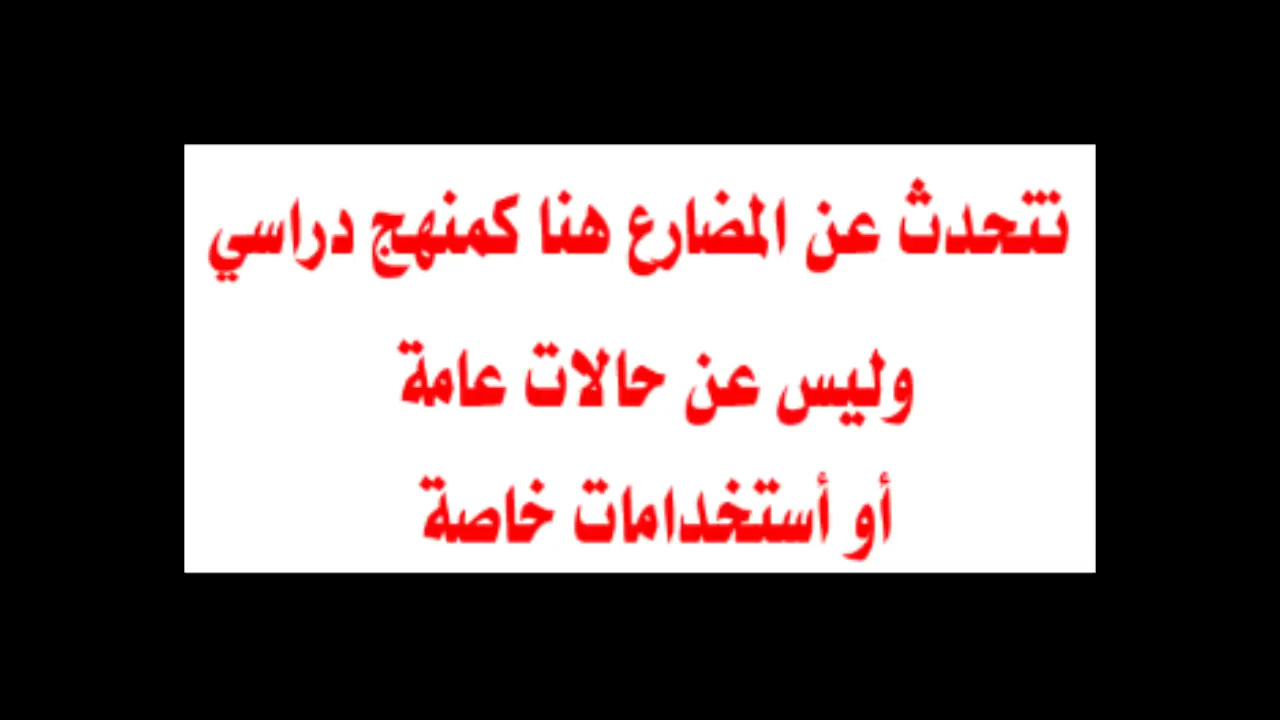 نتحدث عن المضارع هنا كمنهج دراسي
وليس عن حالات عامة
أو أستخدامات خاصة